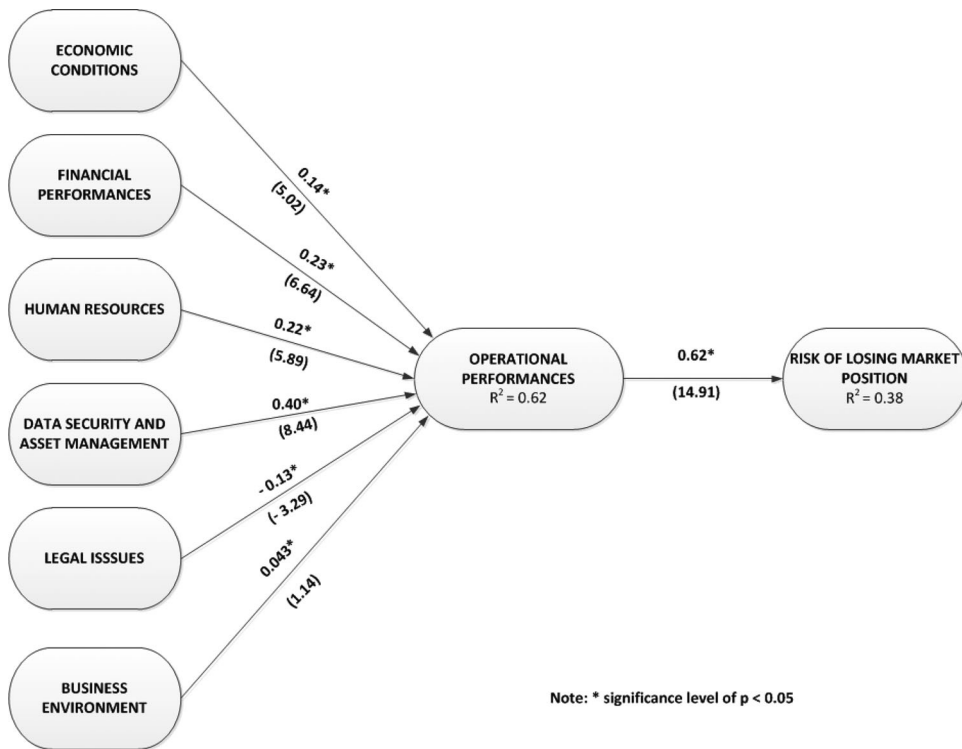 ECONOMIC
CONDITIONS
FINANCIAL
PERFORMANCES
HUMAN RESOURCES
DATA SECURITY AND
ASSET MANAGEMENT
LEGAL ISSSUES
BUSINESS
ENVIRONMENT
0.14*
(5.02)
0.23*
(6.64)
0.22*
(5.89)
0.40*
(8.44)
- 0.13*
(- 3.29)
0.043*
(1.14)
OPERATIONAL
PERFORMANCES
R² = 0.62
0.62*
(14.91)
RISK OF LOSING MARKET
POSITION
R² = 0.38
Note: * significance level of p < 0.05